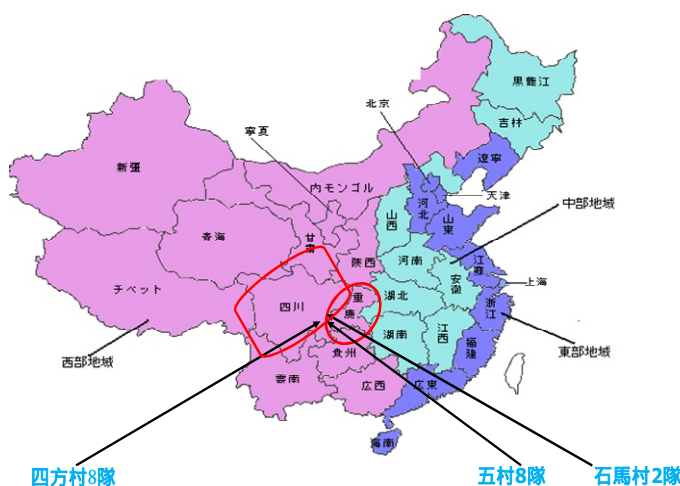 黒龍江
吉林
北京
遼寧
寧夏
新疆
内モンゴル
天津
河北
中部地域
山西
山東
青海
甘粛
陝西
河南
江蘇
安徽
上海
チベット
四川
重慶
湖北
浙江
西部地域
湖南
江西
福建
東部地域
貴州
雲南
広西
広東
海南
四方村8隊
五村8隊
石馬村2隊